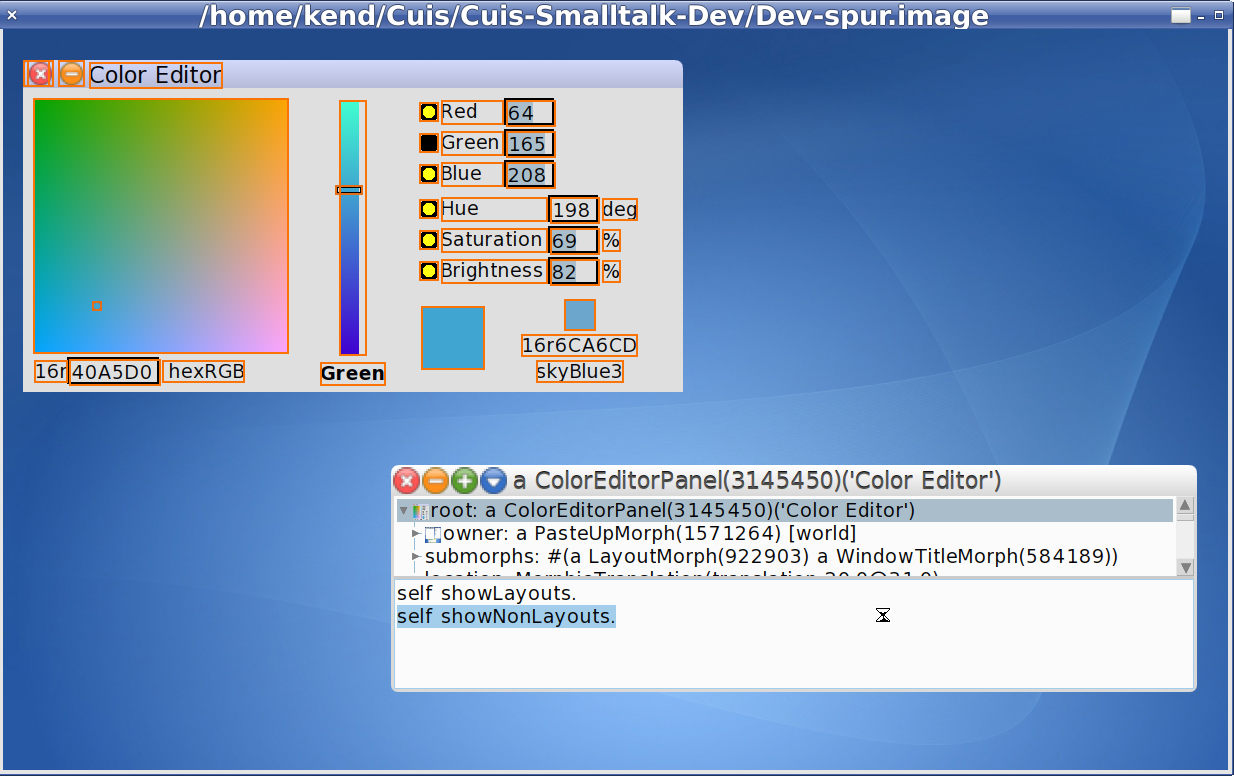 /home/kend/Cuis/Cuis-Smalltalk-Dev/Dev-spur.image
Color Editor
Red 64
Green 165
Blue 208
Hue 198 deg
Saturation 69 %
Brightness 82 %
16r6CA6CD
skyBlue3
16r 40A5D0 hexRGB
Green
a ColorEditorPanel(3145450)('Color Editor')
root: a ColorEditorPanel(3145450)('Color Editor')
owner: a PasteUpMorph(1571264) [world]
submorphs: #(a LayoutMorph(922903) a WindowTitleMorph(584189))
self showLayouts.
self showNonLayouts.